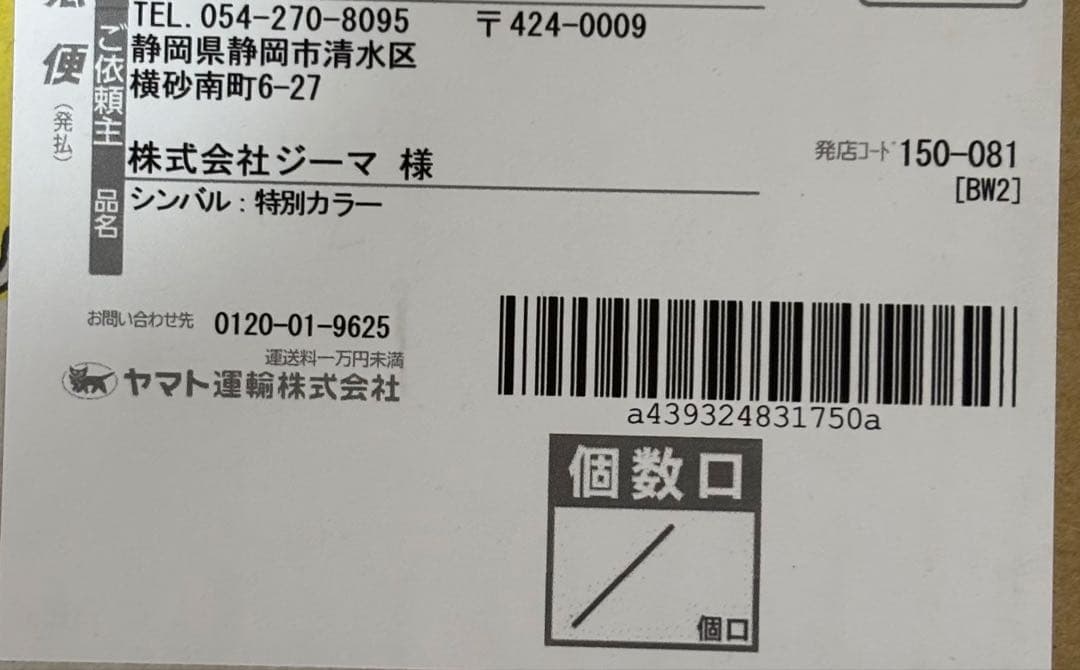 便
(発払)
ご依頼主
TEL. 054-270-8095 〒424-0009
静岡県静岡市清水区
横砂南町6-27
株式会社ジーマ 様
発店コード 150-081
[BW2]
品名
シンバル:特別カラー
お問い合わせ先 0120-01-9625
運送料一万円未満
ヤマト運輸株式会社
a439324831750a
個数口
/
個口